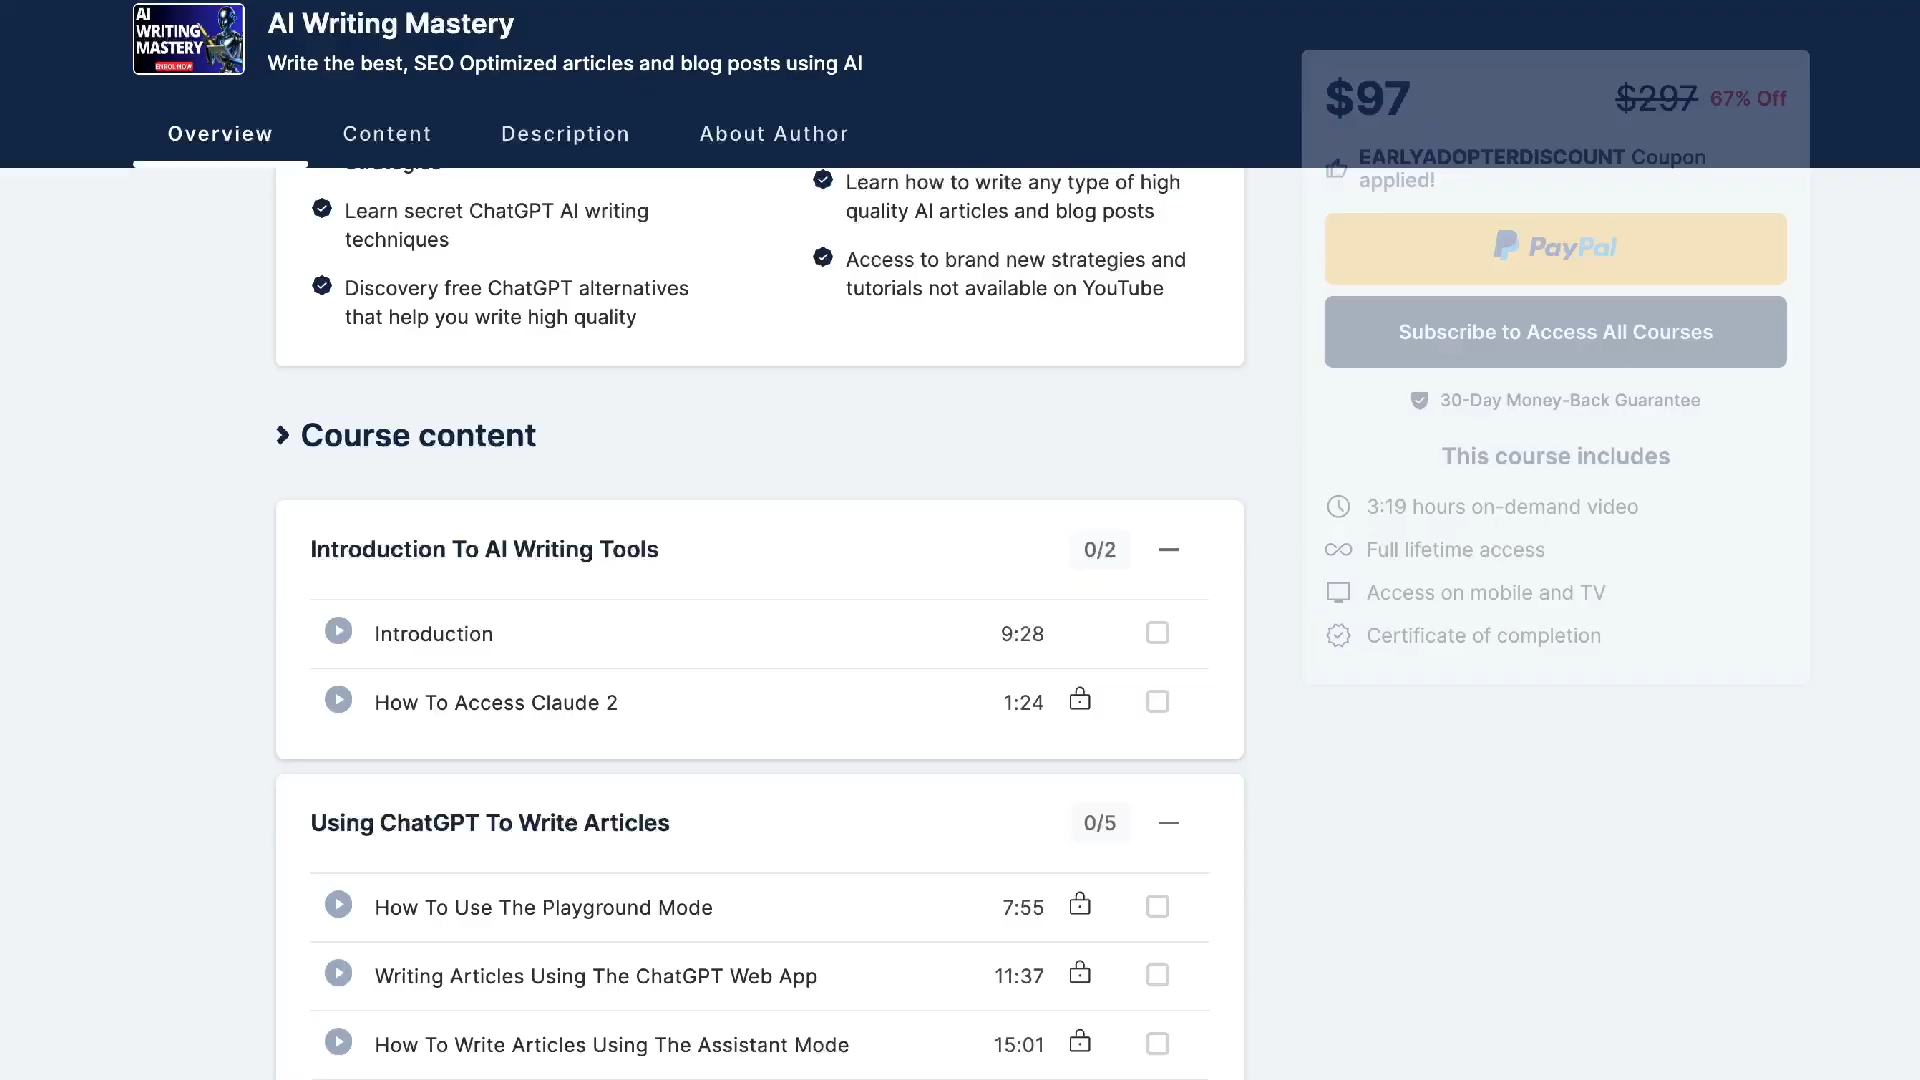 AI
WRITING
MASTERY
ENROL NOW
AI Writing Mastery
Write the best, SEO Optimized articles and blog posts using AI
Overview
Content
Description
About Author
Learn secret ChatGPT AI writing
techniques
Discovery free ChatGPT alternatives
that help you write high quality
Learn how to write any type of high
quality AI articles and blog posts
Access to brand new strategies and
tutorials not available on YouTube
$97
$297 67% Off
EARLYADOPTERDISCOUNT Coupon
applied!
PayPal
Subscribe to Access All Courses
30-Day Money-Back Guarantee
This course includes
3:19 hours on-demand video
Full lifetime access
Access on mobile and TV
Certificate of completion
Course content
Introduction To AI Writing Tools 0/2
Introduction 9:28
How To Access Claude 2 1:24
Using ChatGPT To Write Articles 0/5
How To Use The Playground Mode 7:55
Writing Articles Using The ChatGPT Web App 11:37
How To Write Articles Using The Assistant Mode 15:01